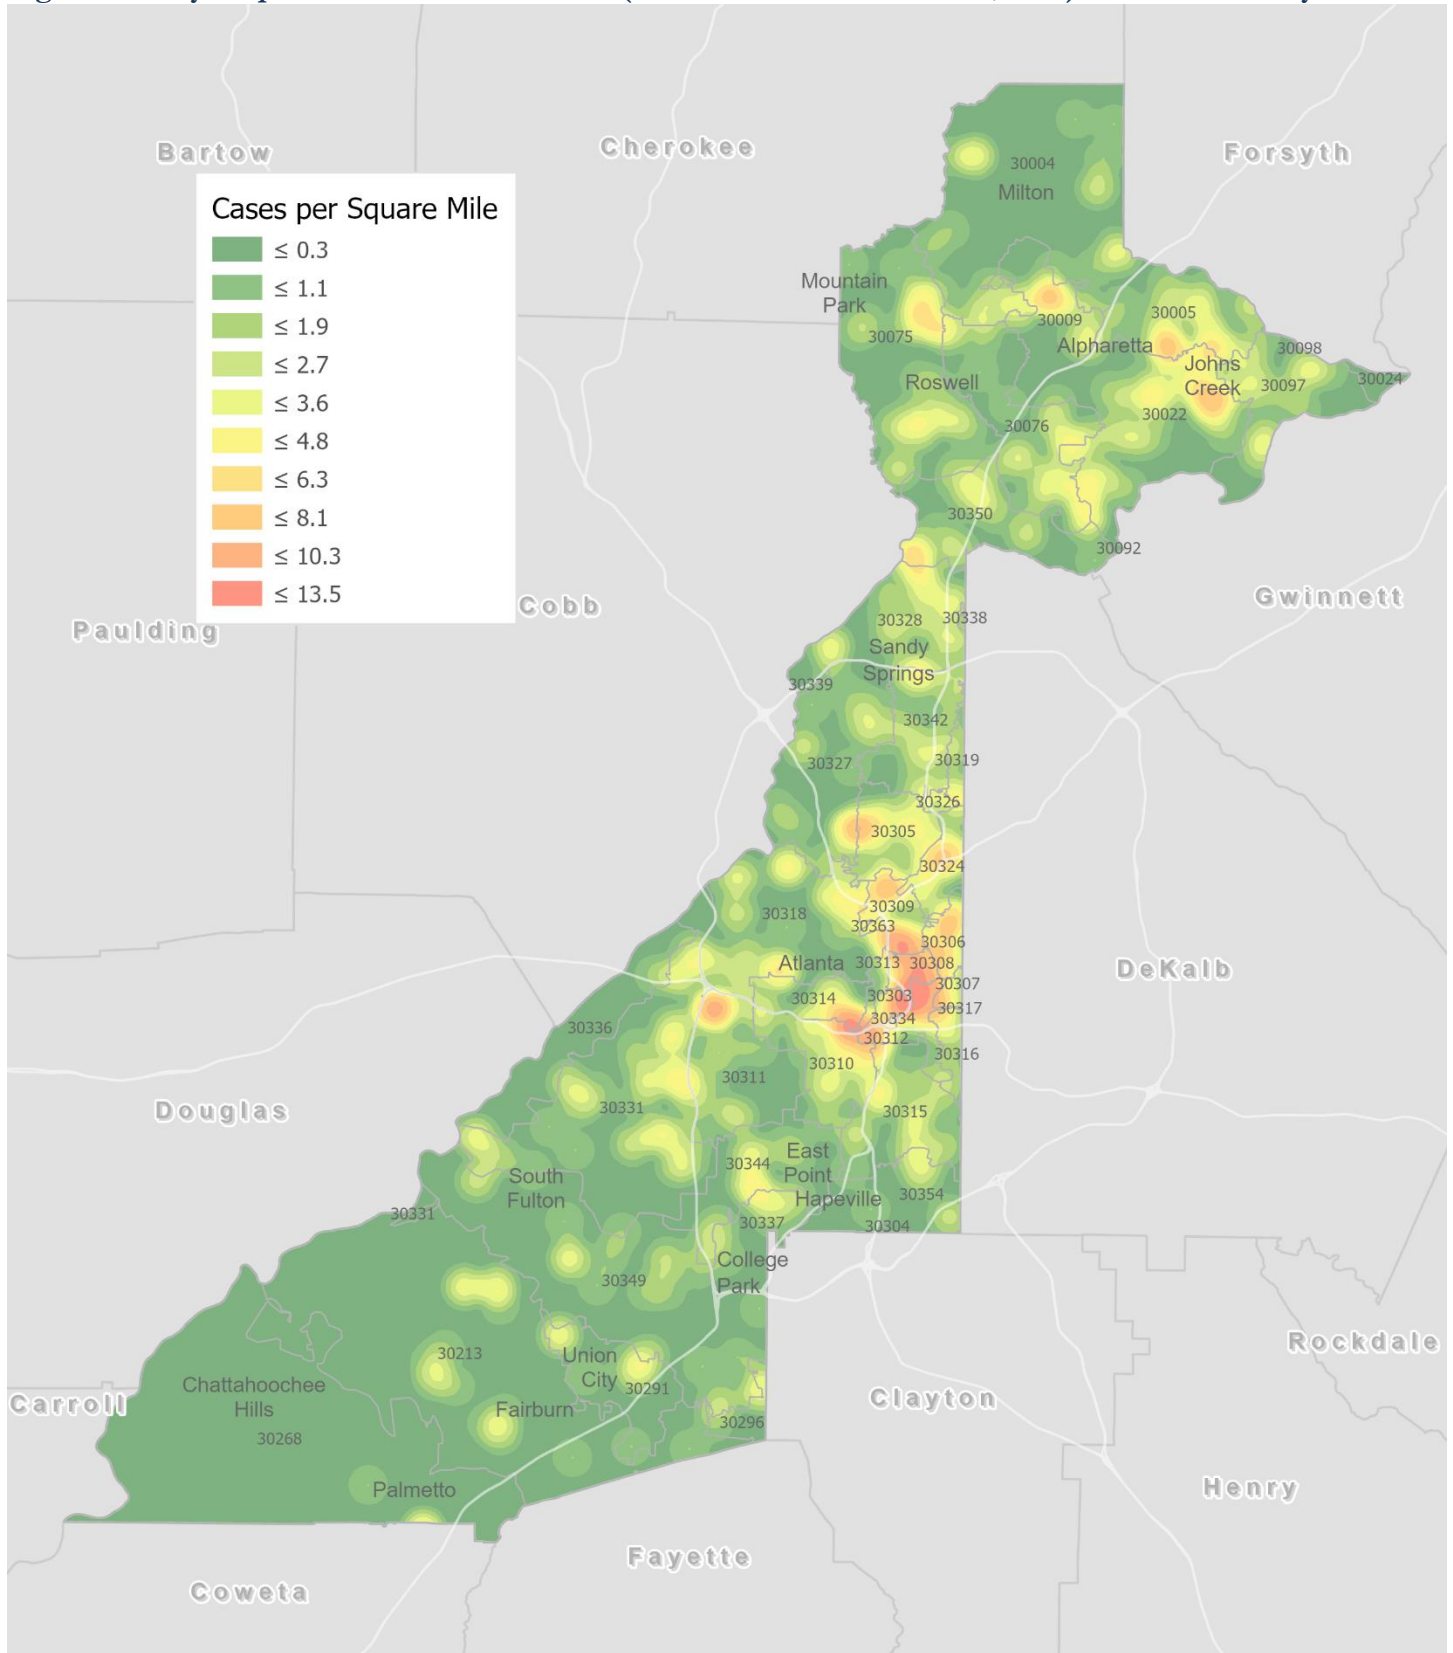 Bartow
Cherokee
Forsyth
30004
Milton
Cases per Square Mile
≤ 0.3
≤ 1.1
≤ 1.9
≤ 2.7
≤ 3.6
≤ 4.8
≤ 6.3
≤ 8.1
≤ 10.3
≤ 13.5
Mountain
Park
30075
30009
30005
Alpharetta
30098
Johns
Creek
30097
30024
Roswell
30022
30076
30350
30092
Cobb
Gwinnett
Paulding
30328
30338
Sandy
Springs
30339
30342
30327
30319
30326
30305
30324
30309
30318
30363
30306
Atlanta
30313
30308
DeKalb
30307
30314
30303
30317
30334
30336
30312
30316
30310
30311
30331
30315
Douglas
East
Point
30344
South
Fulton
Hapeville
30354
30331
30337
30304
College
Park
30349
Rockdale
30213
Union
City
30291
Chattahoochee
Hills
Fairburn
Carroll
Clayton
30296
30268
Palmetto
Henry
Fayette
Coweta